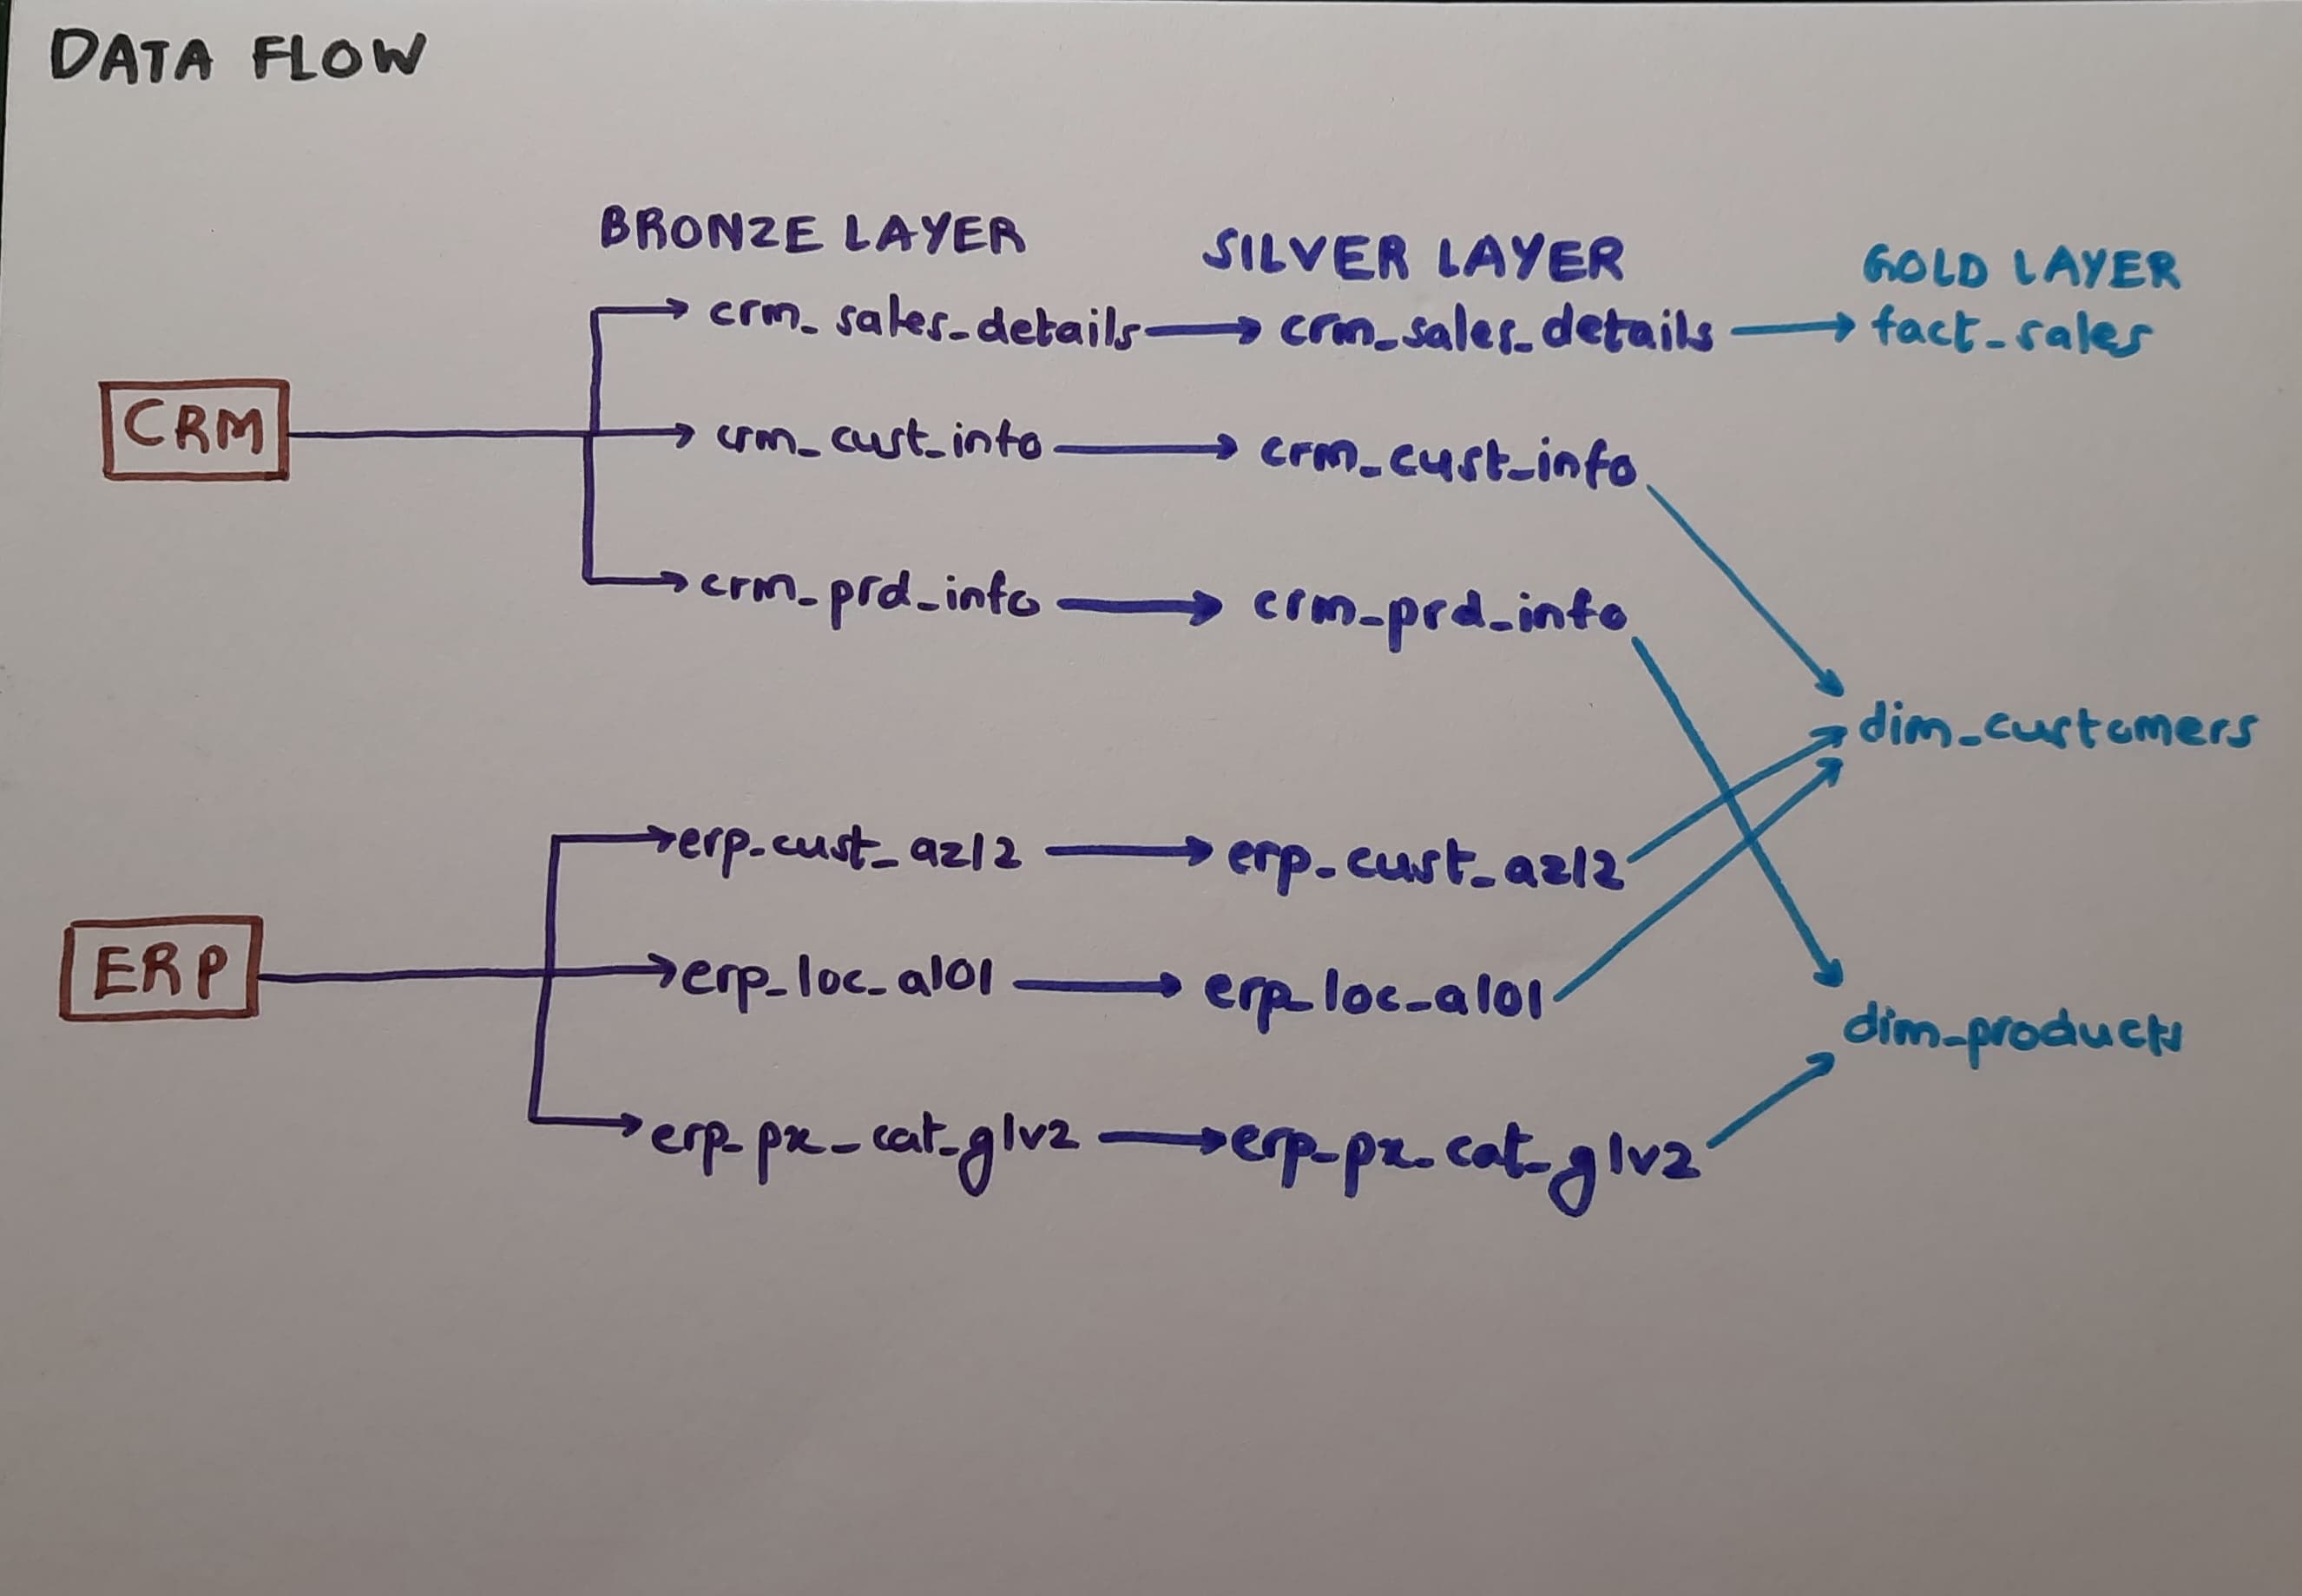 DATA FLOW
BRONZE LAYER
SILVER LAYER
GOLD LAYER
crm_sales_details
crm_sales_details
fact_sales
CRM
crm_cust_info
crm_cust_info
crm_prd_info
crm_prd_info
dim_customers
erp_cust_az12
erp_cust_az12
ERP
erp_loc_a101
erp_loc_a101
dim_products
erp_px_cat_g1v2
erp_px_cat_g1v2